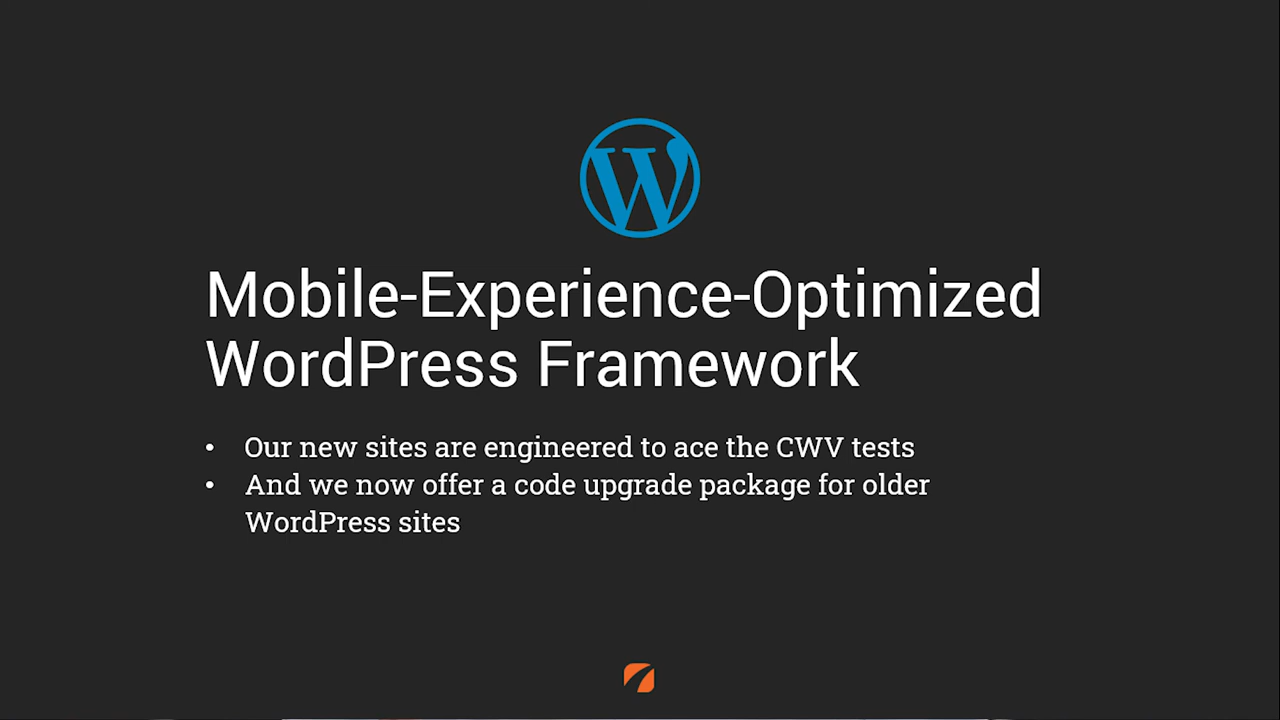 Mobile-Experience-Optimized
WordPress Framework
• Our new sites are engineered to ace the CWV tests
• And we now offer a code upgrade package for older
WordPress sites